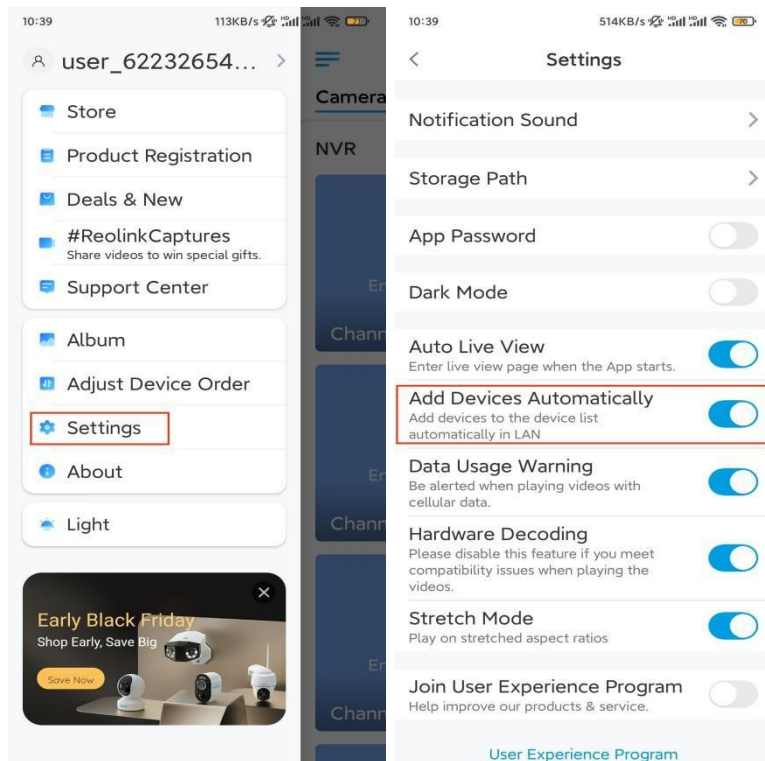 10:39
113KB/s
70
user_62232654...
Store
Product Registration
Deals & New
#ReolinkCaptures
Share videos to win special gifts.
Support Center
Album
Adjust Device Order
Settings
About
Light
Early Black Friday
Shop Early, Save Big
Save Now
Camera
NVR
Er
Chann
Er
Chann
Er
Chann
10:39
514KB/s
70
Settings
Notification Sound
Storage Path
App Password
Dark Mode
Auto Live View
Enter live view page when the App starts.
Add Devices Automatically
Add devices to the device list
automatically in LAN
Data Usage Warning
Be alerted when playing videos with
cellular data.
Hardware Decoding
Please disable this feature if you meet
compatibility issues when playing the
videos.
Stretch Mode
Play on stretched aspect ratios
Join User Experience Program
Help improve our products & service.
User Experience Program